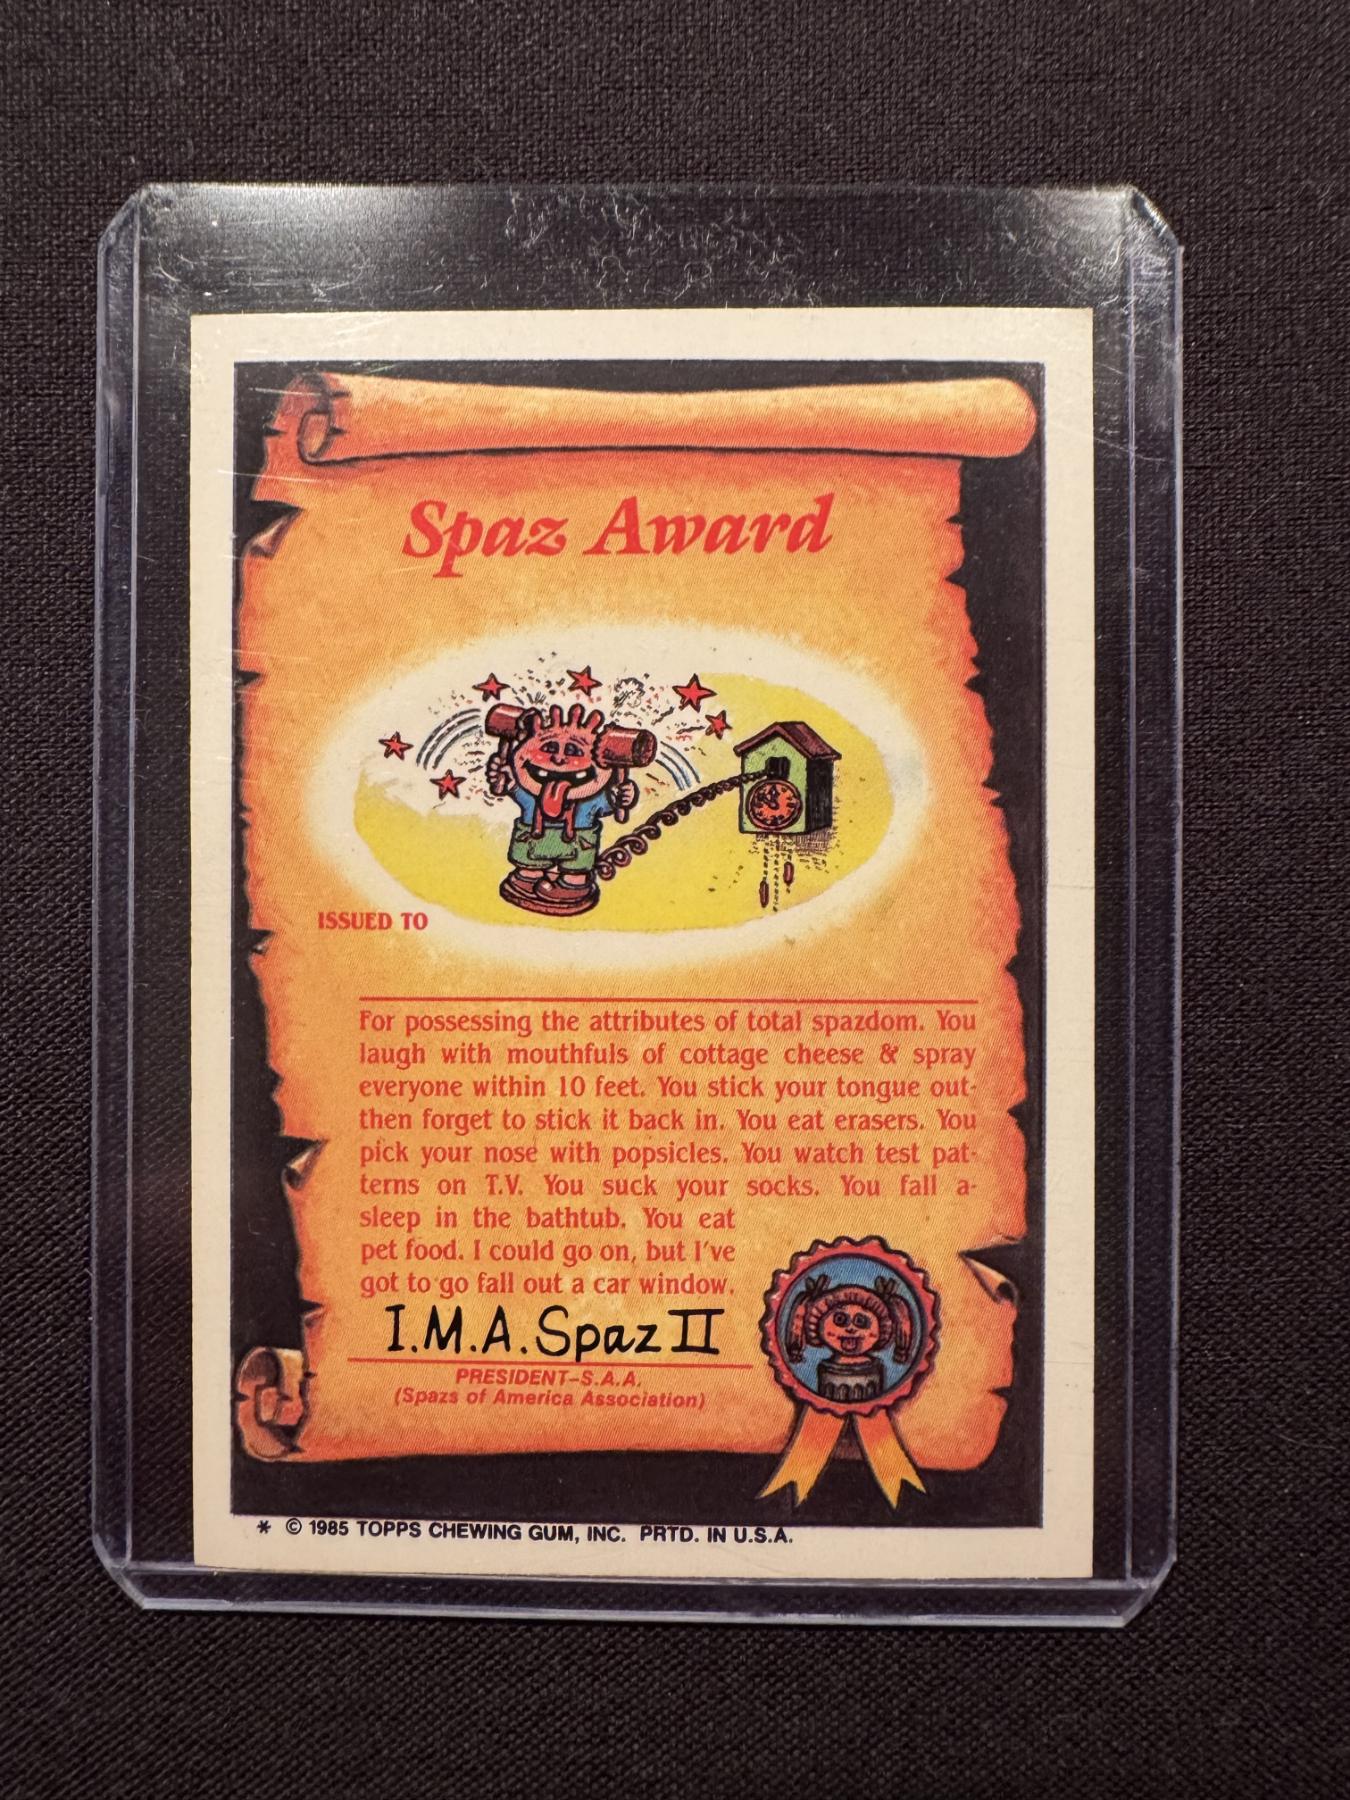 Spaz Award
ISSUED TO
For possessing the attributes of total spazdom. You
laugh with mouthfuls of cottage cheese & spray
everyone within 10 feet. You stick your tongue out-
then forget to stick it back in. You eat erasers. You
pick your nose with popsicles. You watch test pat-
terns on T.V. You suck your socks. You fall a-
sleep in the bathtub. You eat
pet food. I could go on, but I've
got to go fall out a car window.
I.M.A. Spaz II
PRESIDENT-S.A.A.
(Spazs of America Association)
* © 1985 TOPPS CHEWING GUM, INC. PRTD. IN U.S.A.